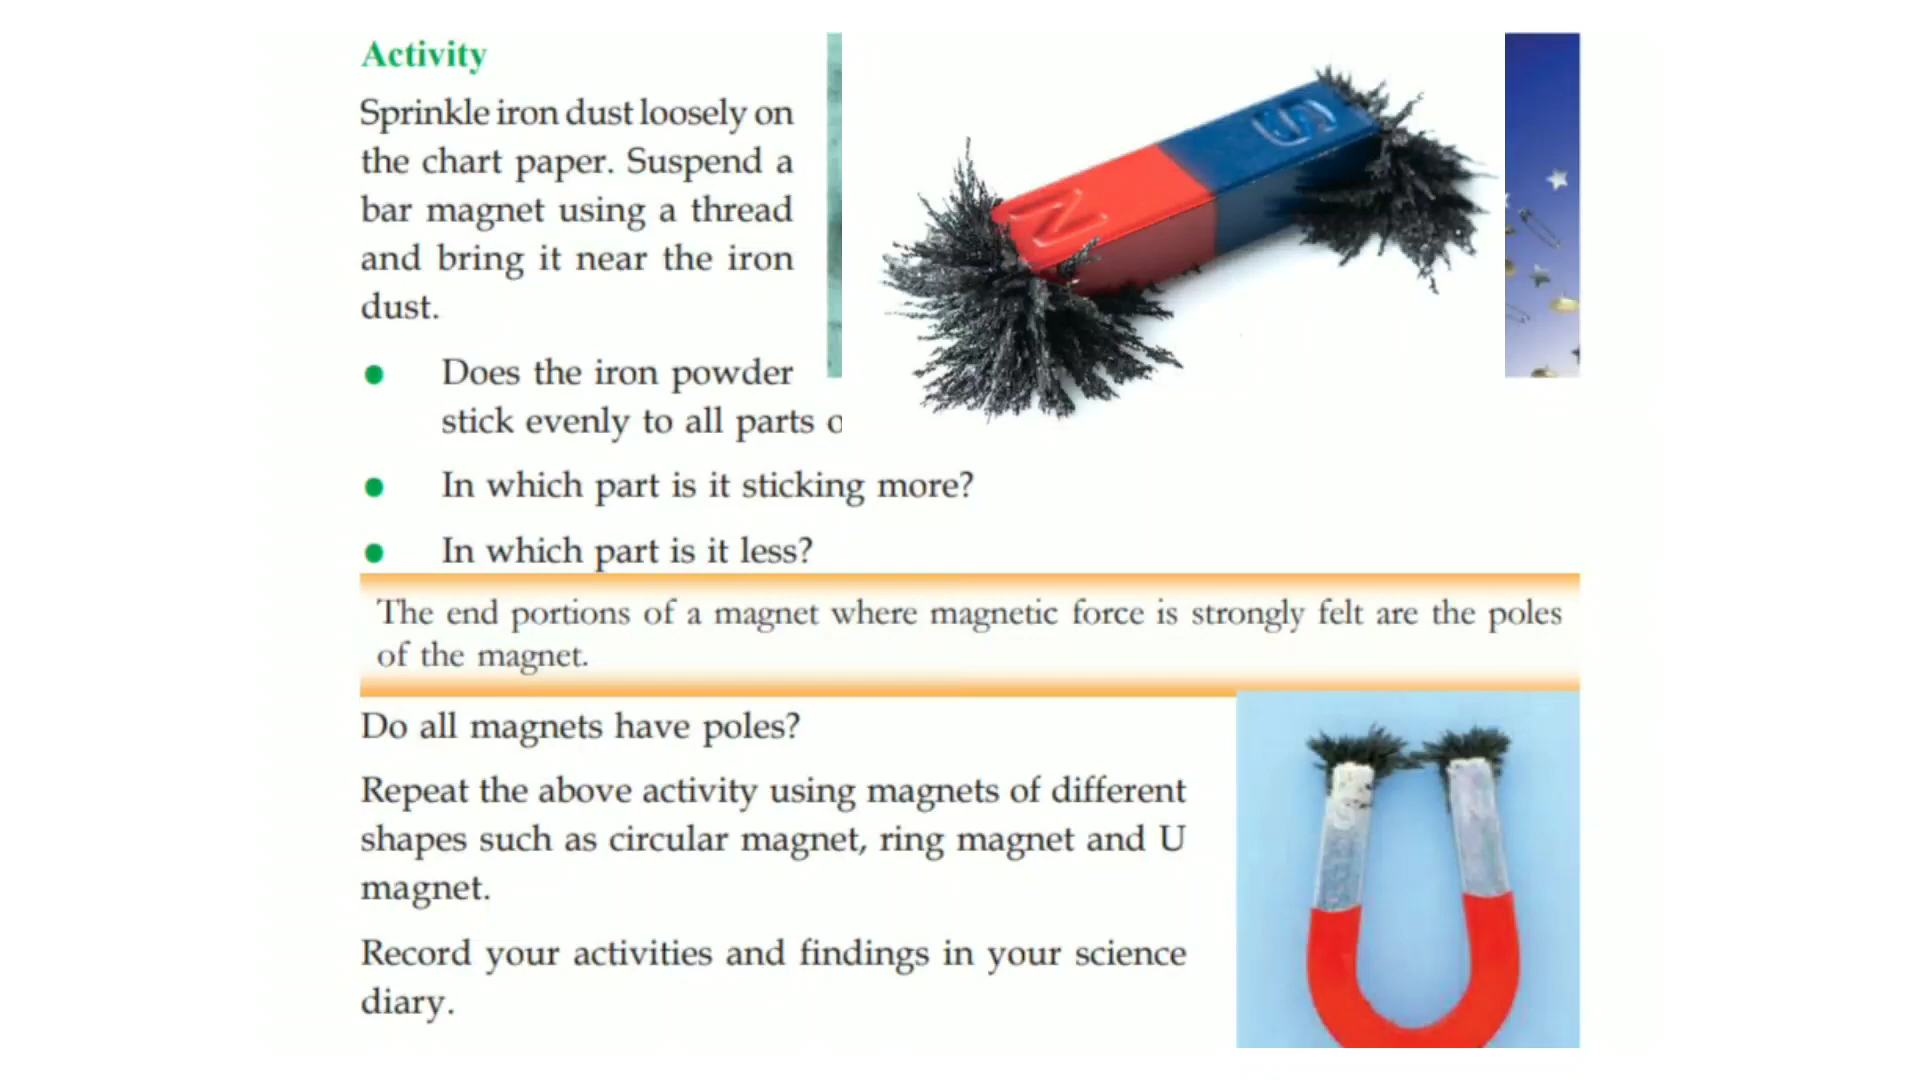 Activity
Sprinkle iron dust loosely on
the chart paper. Suspend a
bar magnet using a thread
and bring it near the iron
dust.
● Does the iron powder
stick evenly to all parts o
● In which part is it sticking more?
● In which part is it less?
N
S
The end portions of a magnet where magnetic force is strongly felt are the poles
of the magnet.
Do all magnets have poles?
Repeat the above activity using magnets of different
shapes such as circular magnet, ring magnet and U
magnet.
Record your activities and findings in your science
diary.